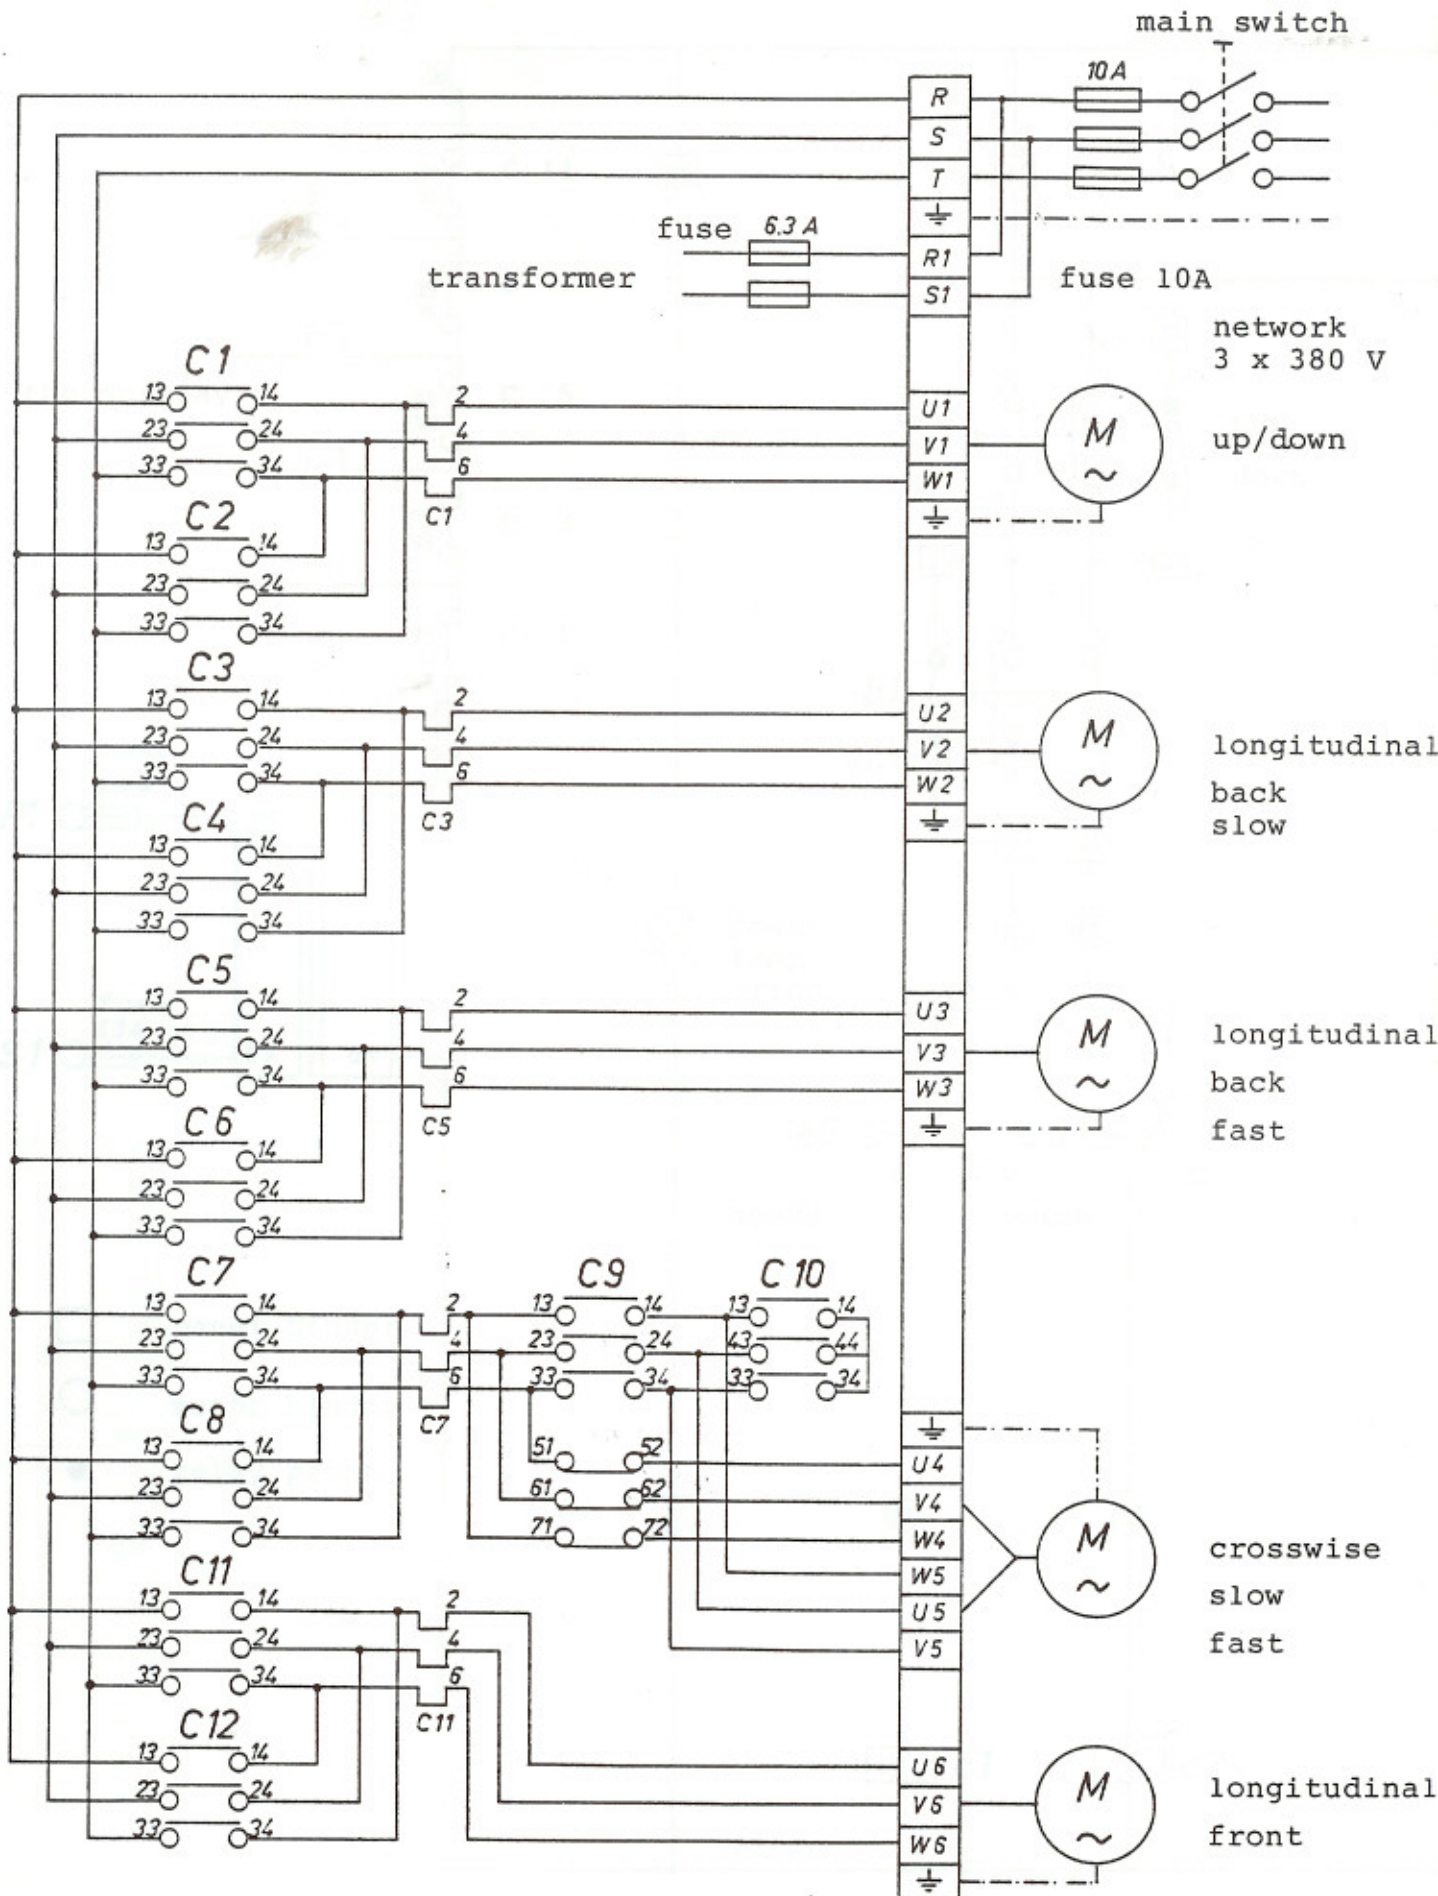 main switch
10A
R
S
T
fuse 6.3 A
R1
transformer
S1
fuse 10A
network
3 x 380 V
C1
13 14 2
U1
23 24 4
V1
M
up/down
33 34 6
W1
C2
C1
13 14
23 24
33 34
C3
13 14 2
U2
23 24 4
V2
M
longitudinal
33 34 6
W2
back
C4
C3
slow
13 14
23 24
33 34
C5
13 14 2
U3
23 24 4
V3
M
longitudinal
33 34 6
W3
back
C6
C5
fast
13 14
23 24
33 34
C7
C9
C10
13 14 2 13 14 13 14
23 24 4 23 24 43 44
33 34 6 33 34 33 34
C8
C7
13 14
51 52
U4
23 24
61 62
V4
33 34
71 72
W4
M
crosswise
C11
W5
slow
13 14 2
U5
23 24 4
V5
fast
33 34 6
C12
C11
13 14
U6
23 24
V6
M
longitudinal
33 34
W6
front